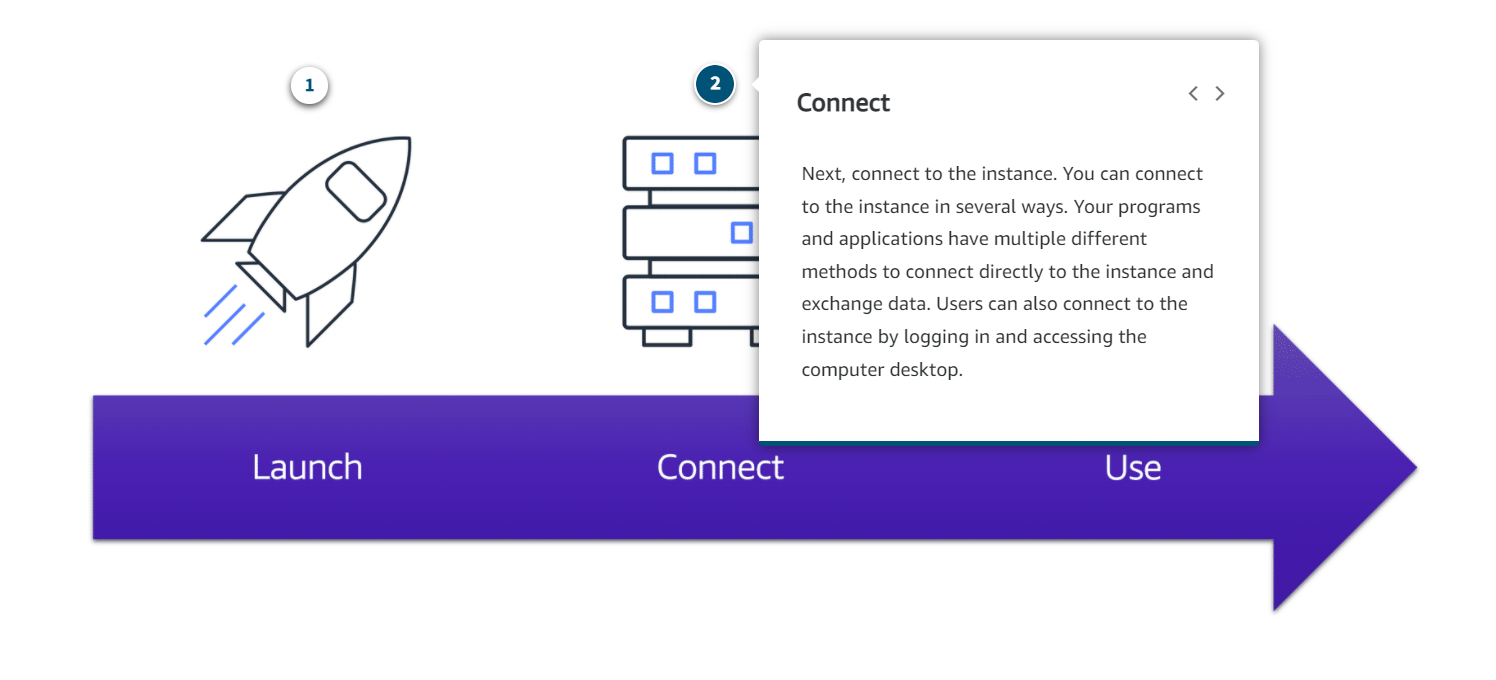 1
2
Connect
Next, connect to the instance. You can connect
to the instance in several ways. Your programs
and applications have multiple different
methods to connect directly to the instance and
exchange data. Users can also connect to the
instance by logging in and accessing the
computer desktop.
Launch
Connect
Use